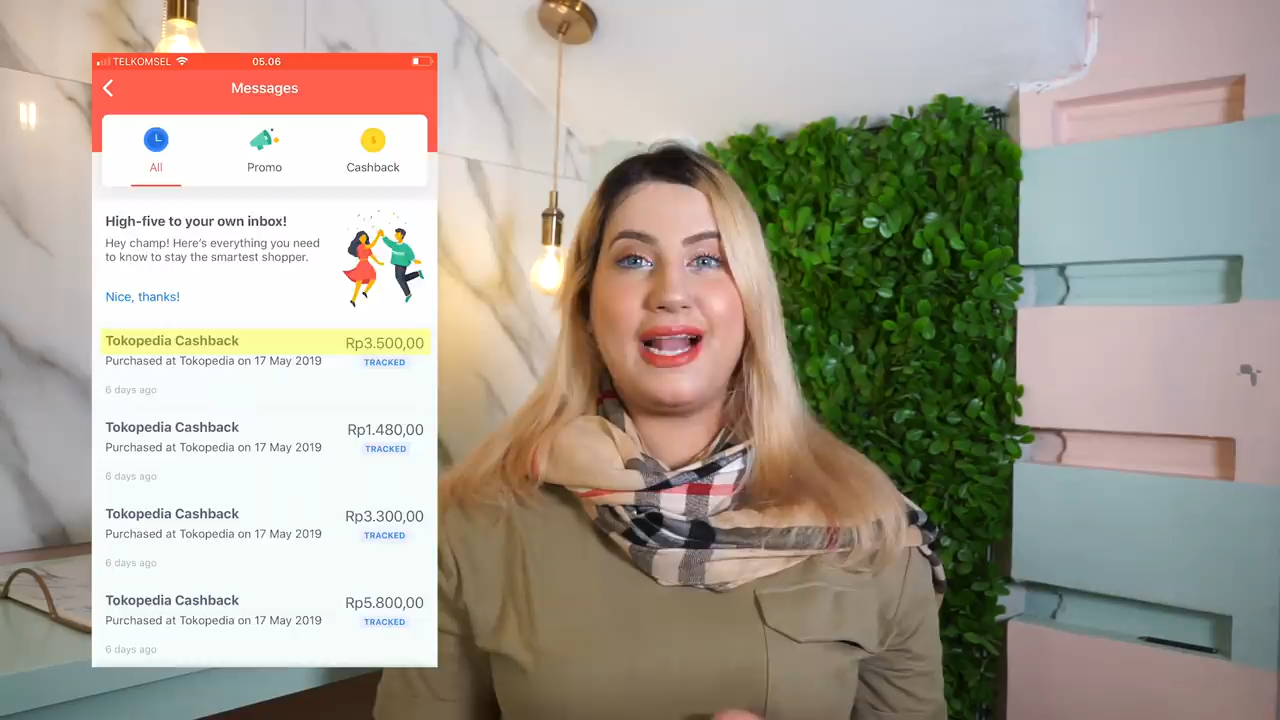 TELKOMSEL 05.06
Messages
All Promo Cashback
High-five to your own inbox!
Hey champ! Here's everything you need
to know to stay the smartest shopper.
Nice, thanks!
Tokopedia Cashback Rp3.500,00
Purchased at Tokopedia on 17 May 2019 TRACKED
6 days ago
Tokopedia Cashback Rp1.480,00
Purchased at Tokopedia on 17 May 2019 TRACKED
6 days ago
Tokopedia Cashback Rp3.300,00
Purchased at Tokopedia on 17 May 2019 TRACKED
6 days ago
Tokopedia Cashback Rp5.800,00
Purchased at Tokopedia on 17 May 2019 TRACKED
6 days ago